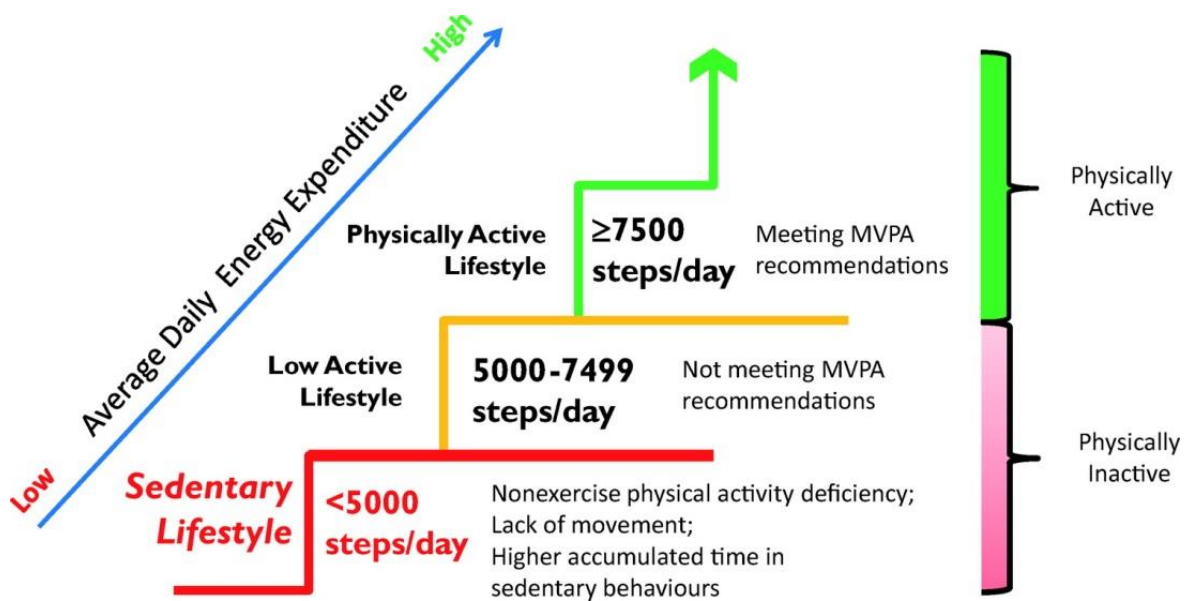 High
Average Daily Energy Expenditure
Low
Physically Active
Lifestyle
≥7500
steps/day
Meeting MVPA
recommendations
Physically
Active
Low Active
Lifestyle
5000-7499
steps/day
Not meeting MVPA
recommendations
Physically
Inactive
Sedentary
Lifestyle
<5000
steps/day
Nonexercise physical activity deficiency;
Lack of movement;
Higher accumulated time in
sedentary behaviours